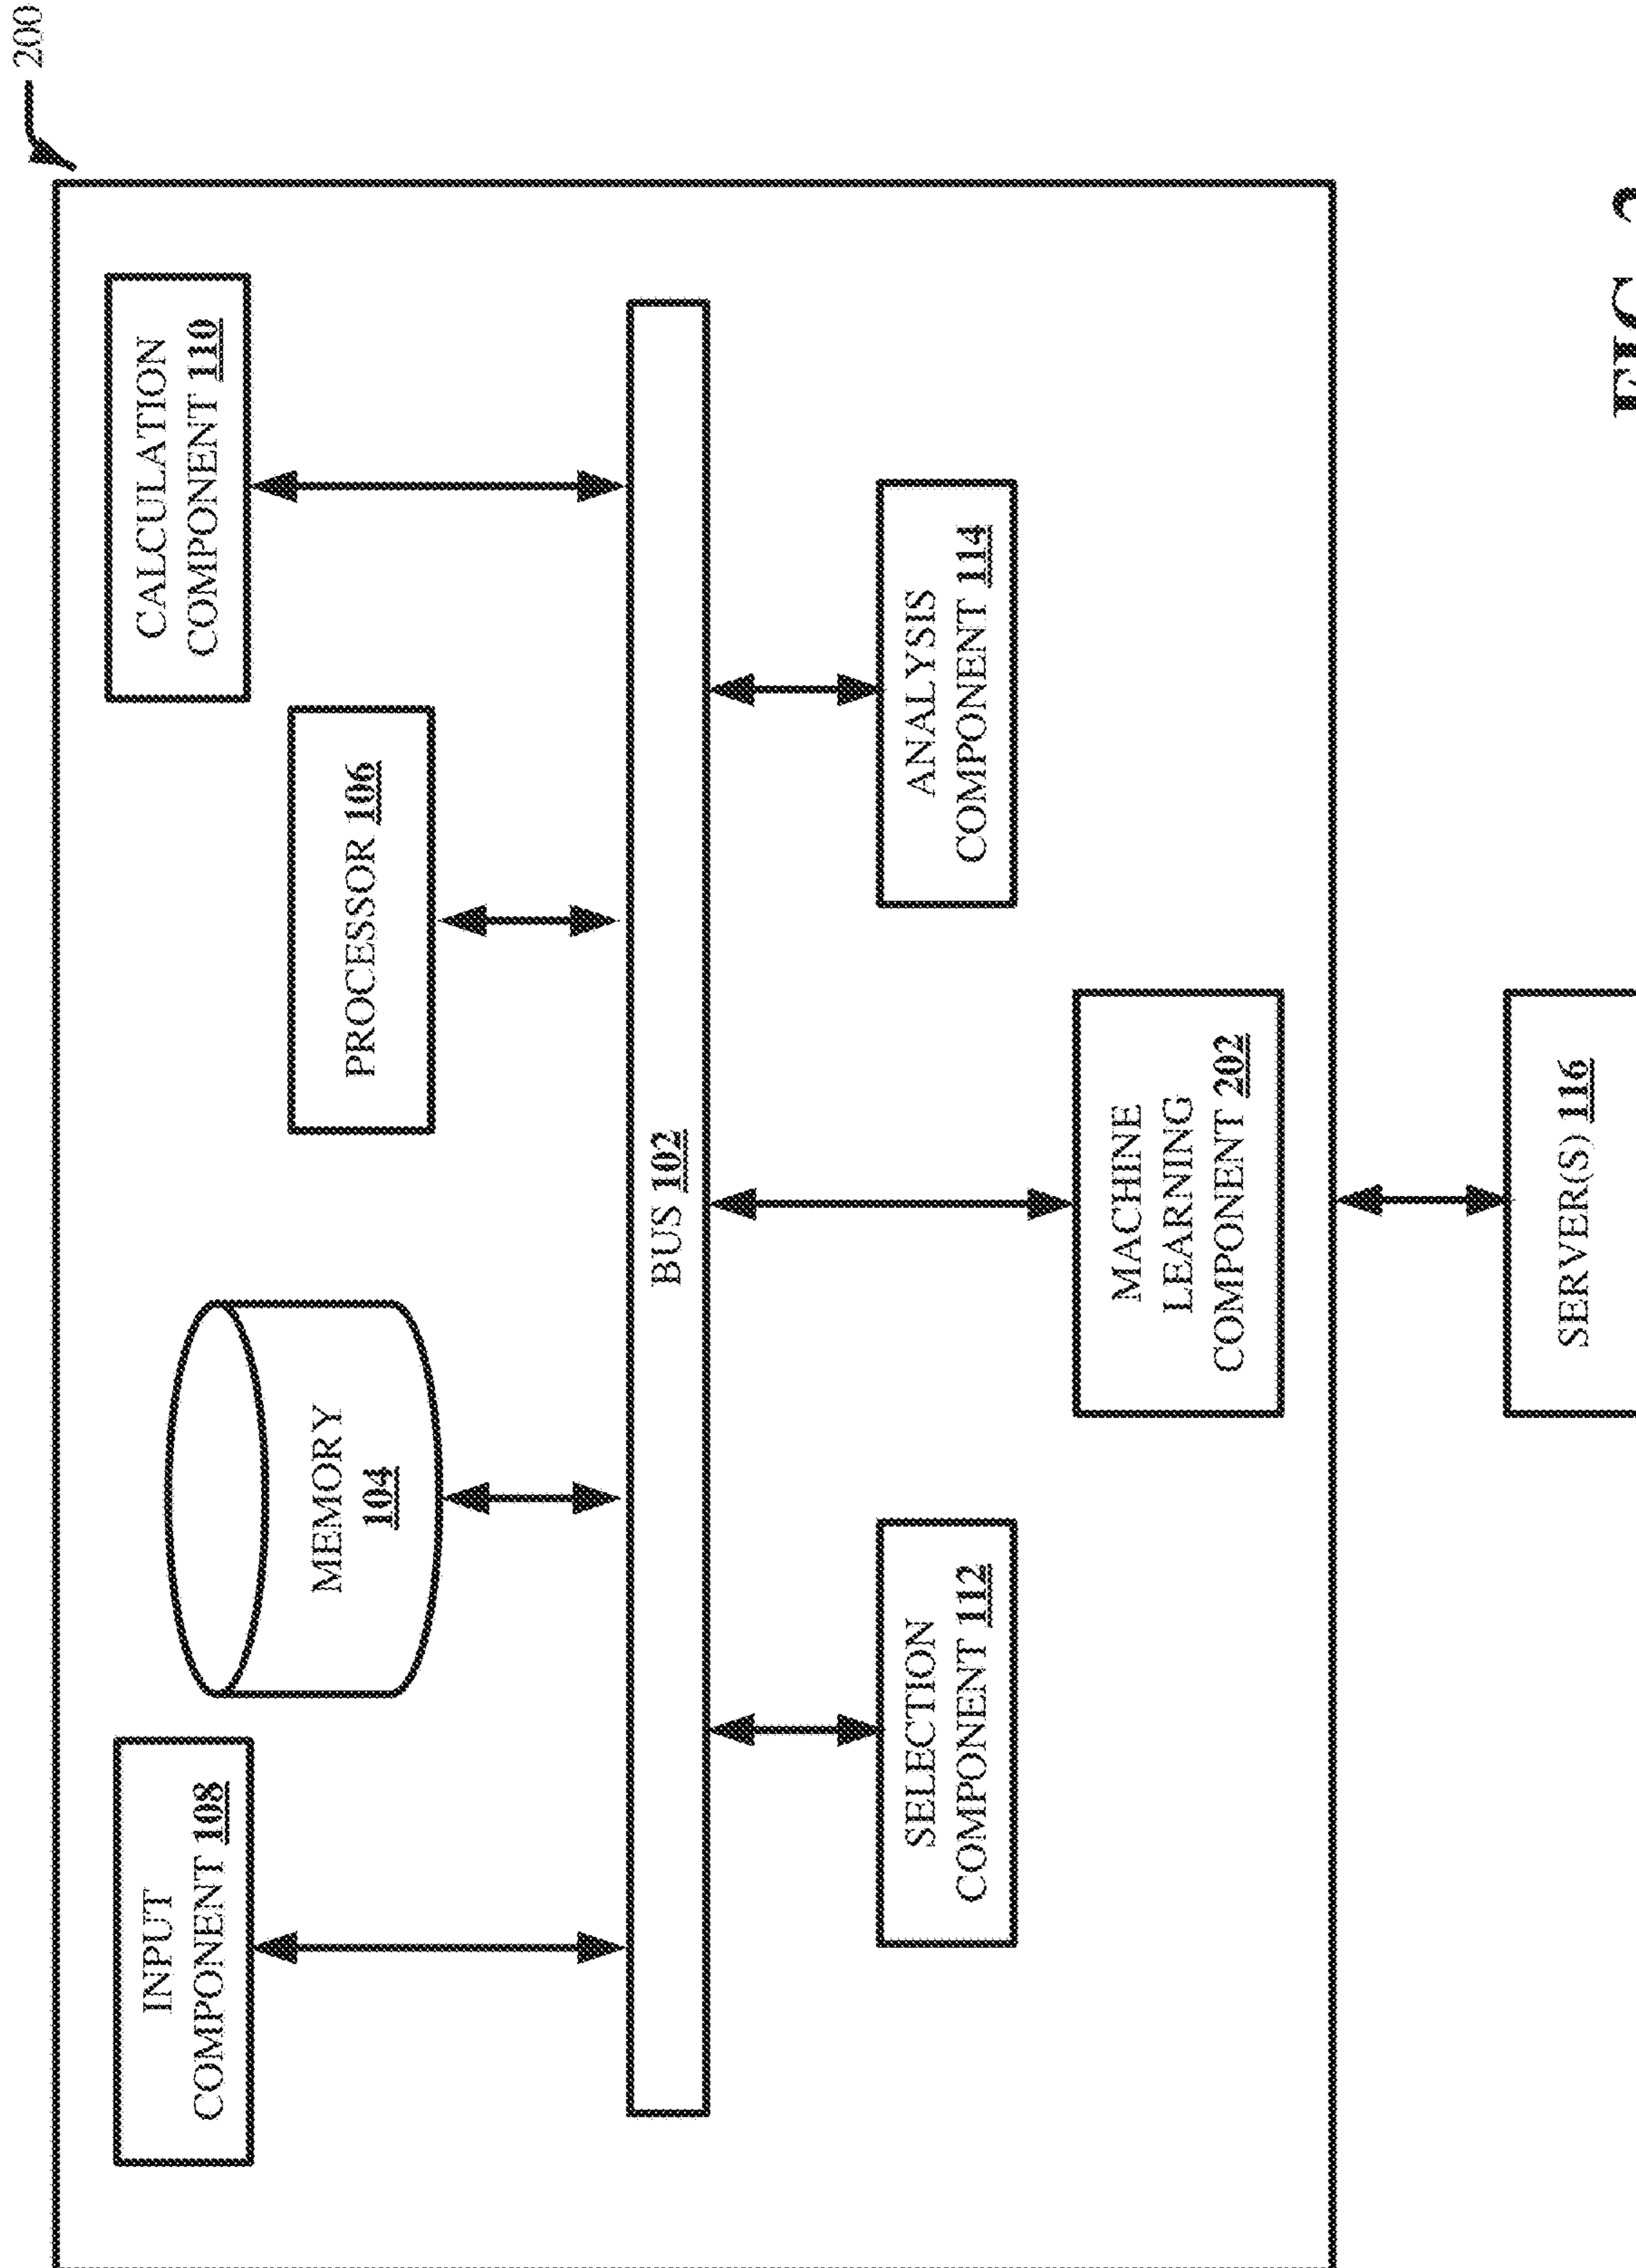 200
INPUT
COMPONENT 108
MEMORY
104
PROCESSOR 106
CALCULATION
COMPONENT 110
BUS 102
SELECTION
COMPONENT 112
MACHINE
LEARNING
COMPONENT 202
ANALYSIS
COMPONENT 114
SERVER(S) 116